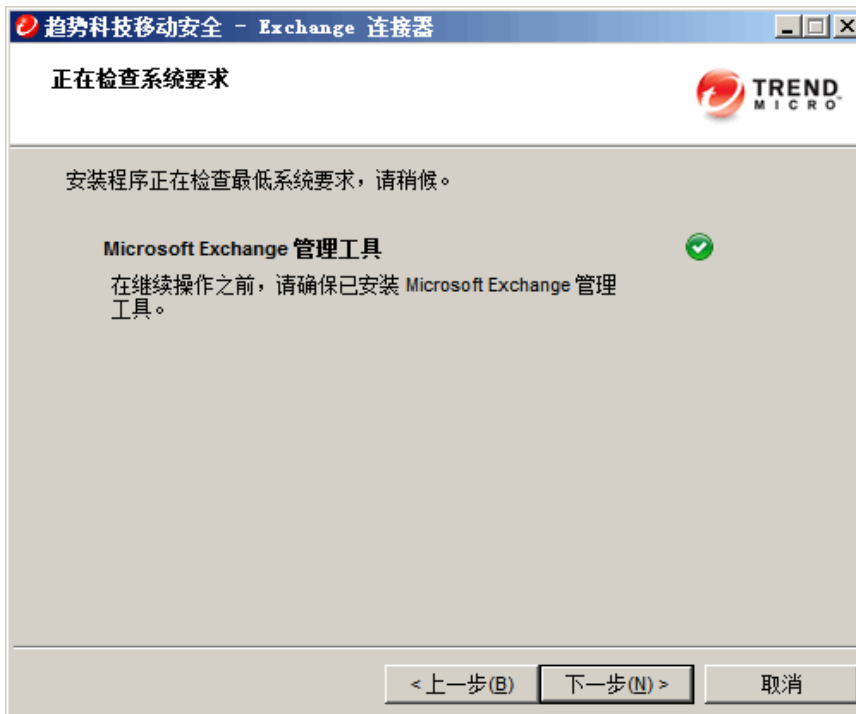 趋势科技移动安全 - Exchange 连接器
正在检查系统要求
TREND
MICRO
安装程序正在检查最低系统要求，请稍候。
Microsoft Exchange 管理工具
在继续操作之前，请确保已安装 Microsoft Exchange 管理
工具。
<上一步(B)
下一步(N)>
取消